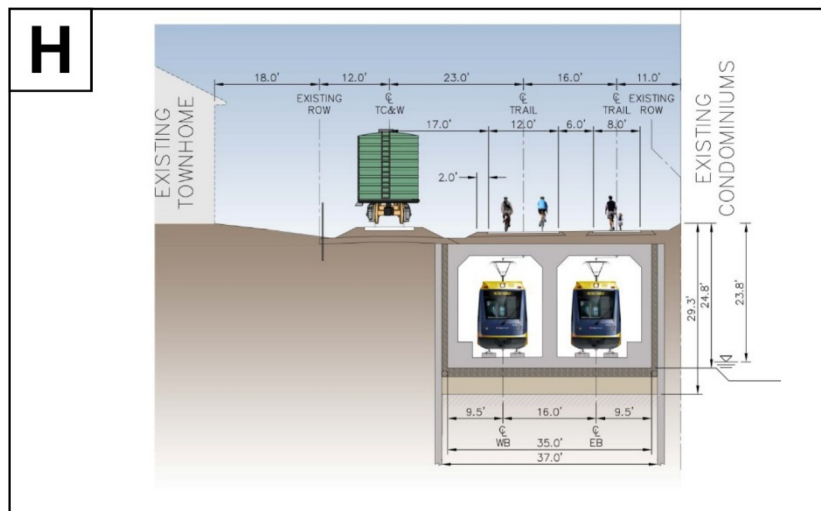 H
18.0'
12.0'
23.0'
16.0'
11.0'
EXISTING
ROW
℄
TC&W
℄
TRAIL
℄
TRAIL
EXISTING
ROW
17.0'
12.0'
6.0'
8.0'
2.0'
EXISTING
TOWNHOME
EXISTING
CONDOMINIUMS
29.3'
24.8'
23.8'
9.5'
16.0'
9.5'
℄
WB
℄
EB
35.0'
37.0'